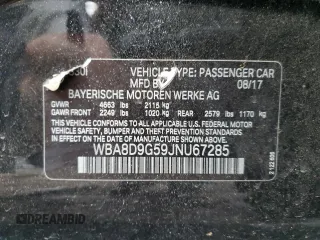 330I VEHICLE TYPE: PASSENGER CAR
MFD BY 08/17
BAYERISCHE MOTOREN WERKE AG
GVWR 4663 lbs 2115 kg
GAWR FRONT 2249 lbs 1020 kg REAR 2579 lbs 1170 kg
THIS VEHICLE CONFORMS TO ALL APPLICABLE FEDERAL MOTOR
VEHICLE SAFETY, BUMPER, AND THEFT PREVENTION STANDARDS
IN EFFECT ON THE DATE OF MANUFACTURE SHOWN ABOVE.
WBA8D9G59JNU67285
AUTOBIDMASTER